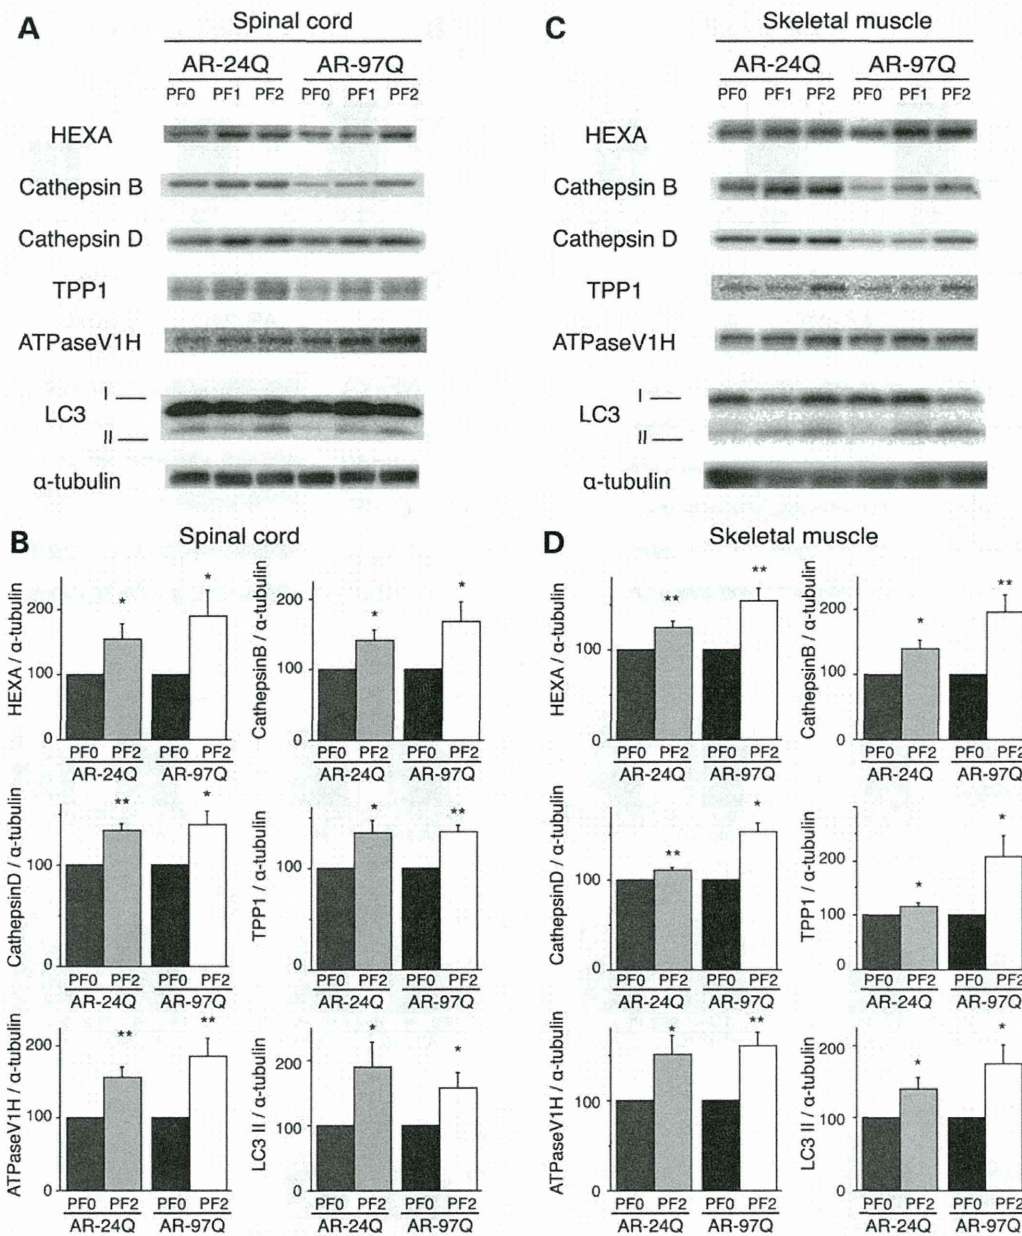 A
Spinal cord
AR-24Q AR-97Q
PF0 PF1 PF2 PF0 PF1 PF2
HEXA
Cathepsin B
Cathepsin D
TPP1
ATPaseV1H
I
LC3
II
α-tubulin
C
Skeletal muscle
AR-24Q AR-97Q
PF0 PF1 PF2 PF0 PF1 PF2
HEXA
Cathepsin B
Cathepsin D
TPP1
ATPaseV1H
I
LC3
II
α-tubulin
B
Spinal cord
HEXA / α-tubulin
200
100
0
* *
PF0 PF2 PF0 PF2
AR-24Q AR-97Q
CathepsinB / α-tubulin
200
100
0
* *
PF0 PF2 PF0 PF2
AR-24Q AR-97Q
CathepsinD / α-tubulin
100
0
** *
PF0 PF2 PF0 PF2
AR-24Q AR-97Q
TPP1 / α-tubulin
100
0
* **
PF0 PF2 PF0 PF2
AR-24Q AR-97Q
ATPaseV1H / α-tubulin
200
100
0
** **
PF0 PF2 PF0 PF2
AR-24Q AR-97Q
LC3 II / α-tubulin
200
100
0
* *
PF0 PF2 PF0 PF2
AR-24Q AR-97Q
D
Skeletal muscle
HEXA / α-tubulin
100
0
** **
PF0 PF2 PF0 PF2
AR-24Q AR-97Q
CathepsinB / α-tubulin
200
100
0
* **
PF0 PF2 PF0 PF2
AR-24Q AR-97Q
CathepsinD / α-tubulin
100
0
** *
PF0 PF2 PF0 PF2
AR-24Q AR-97Q
TPP1 / α-tubulin
200
100
0
* *
PF0 PF2 PF0 PF2
AR-24Q AR-97Q
ATPaseV1H / α-tubulin
100
0
* **
PF0 PF2 PF0 PF2
AR-24Q AR-97Q
LC3 II / α-tubulin
200
100
0
* *
PF0 PF2 PF0 PF2
AR-24Q AR-97Q